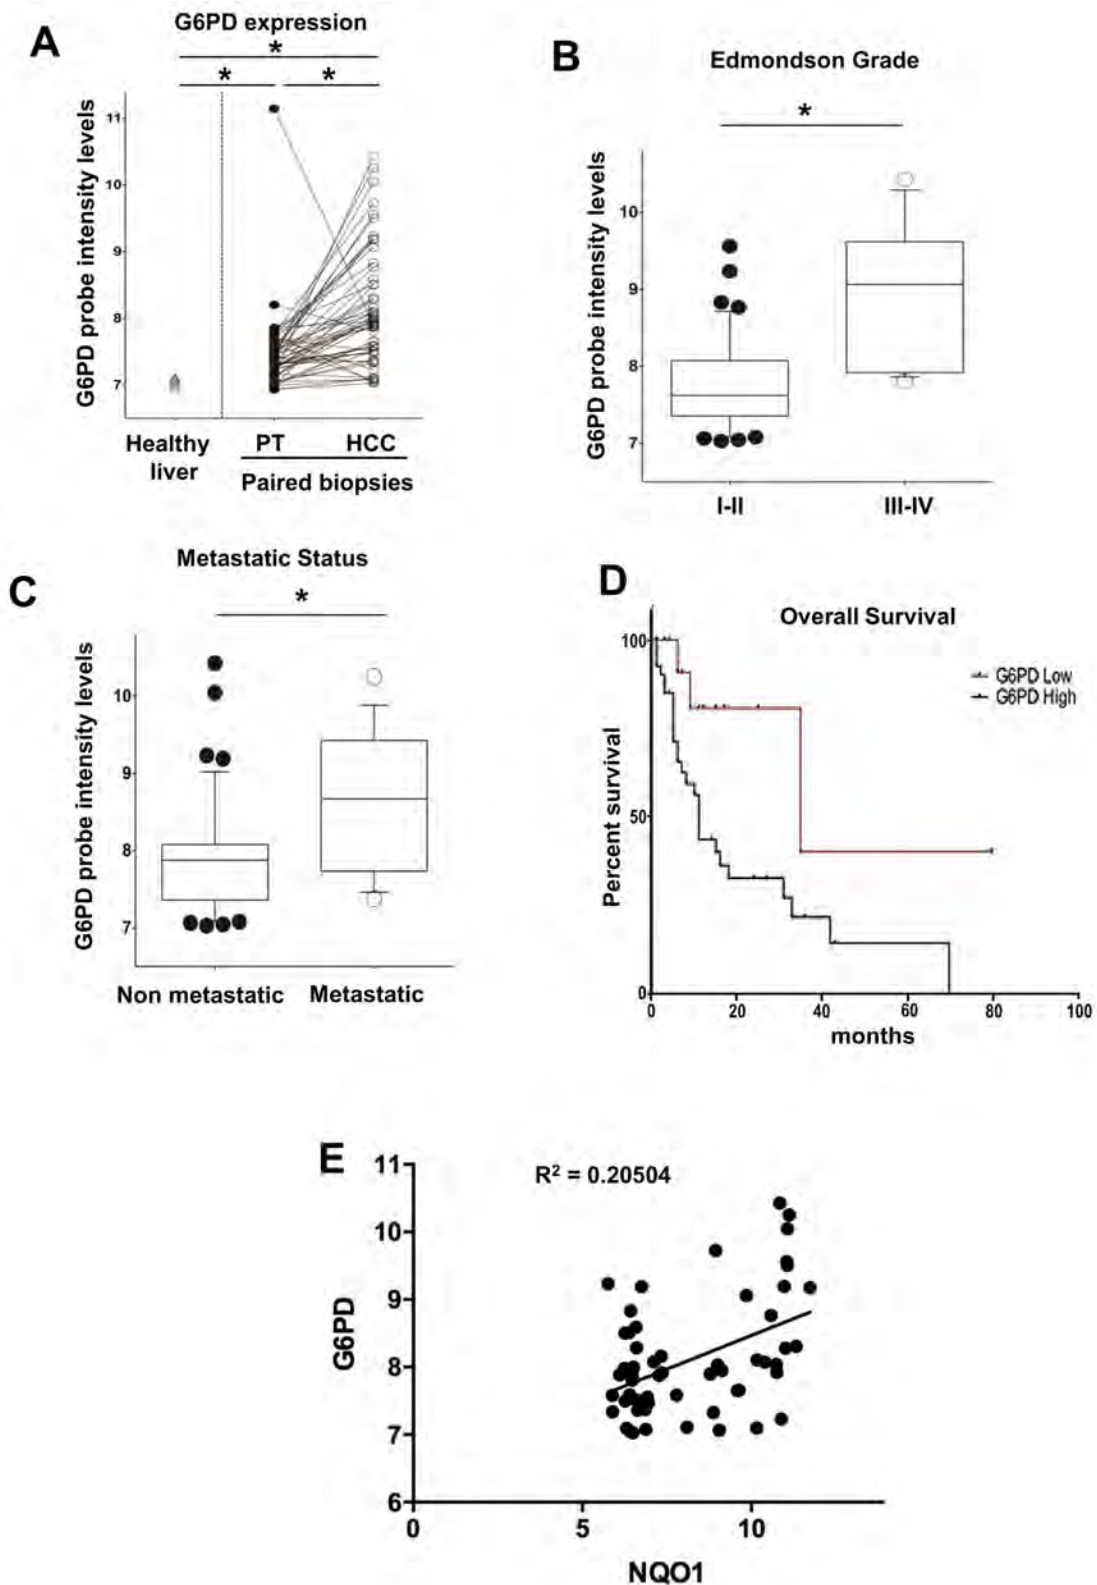 A
G6PD expression
*
* *
G6PD probe intensity levels
11
10
9
8
7
Healthy liver
PT HCC
Paired biopsies
B
Edmondson Grade
*
G6PD probe intensity levels
10
9
8
7
I-II III-IV
C
Metastatic Status
*
G6PD probe intensity levels
10
9
8
7
Non metastatic Metastatic
D
Overall Survival
G6PD Low
G6PD High
Percent survival
100
50
0
0 20 40 60 80 100
months
E
R² = 0.20504
G6PD
11
10
9
8
7
6
0 5 10
NQO1